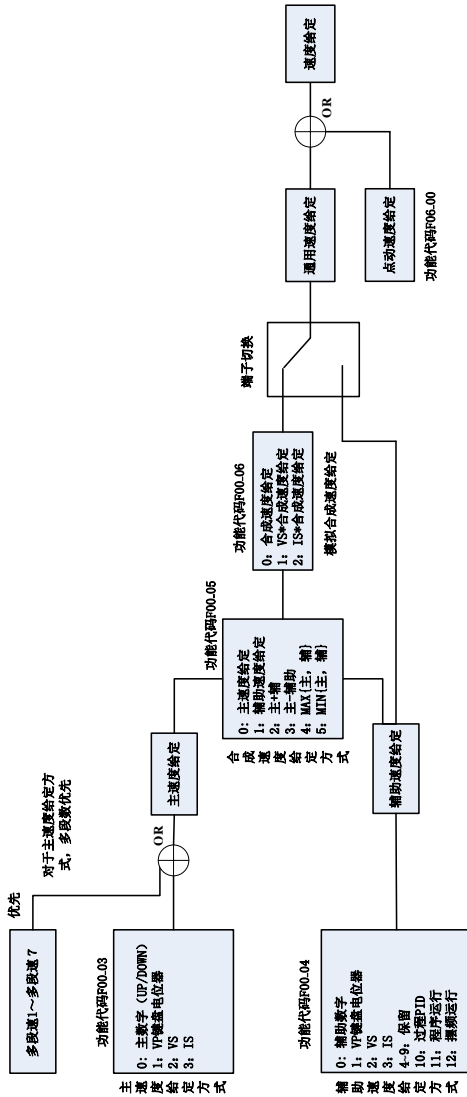 优先
多段速1～多段速7
对于主速度给定方
式，多段数优先
OR
主速度给定
功能代码F00-03
主速度给定方式
0：主数字（UP/DOWN）
1：VP键盘电位器
2：VS
3：IS
功能代码F00-04
辅助速度给定方式
0：辅助数字
1：VP键盘电位器
2：VS
3：IS
4-9：保留
10：过程PID
11：程序运行
12：摆频运行
辅助速度给定
功能代码F00-05
合成速度给定方式
0：主速度给定
1：辅助速度给定
2：主+辅
3：主-辅助
4：MAX{主，辅}
5：MIN{主，辅}
功能代码F00-06
0：合成速度给定
1：VS*合成速度给定
2：IS*合成速度给定
模拟合成速度给定
端子切换
通用速度给定
OR
速度给定
点动速度给定
功能代码F06-00